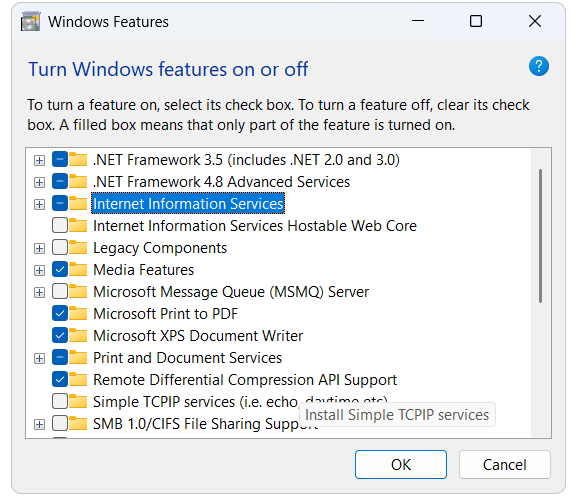 Windows Features
Turn Windows features on or off
To turn a feature on, select its check box. To turn a feature off, clear its check
box. A filled box means that only part of the feature is turned on.
.NET Framework 3.5 (includes .NET 2.0 and 3.0)
.NET Framework 4.8 Advanced Services
Internet Information Services
Internet Information Services Hostable Web Core
Legacy Components
Media Features
Microsoft Message Queue (MSMQ) Server
Microsoft Print to PDF
Microsoft XPS Document Writer
Print and Document Services
Remote Differential Compression API Support
Simple TCPIP services (i.e. echo, daytime etc)
Install Simple TCPIP services
SMB 1.0/CIFS File Sharing Support
OK Cancel